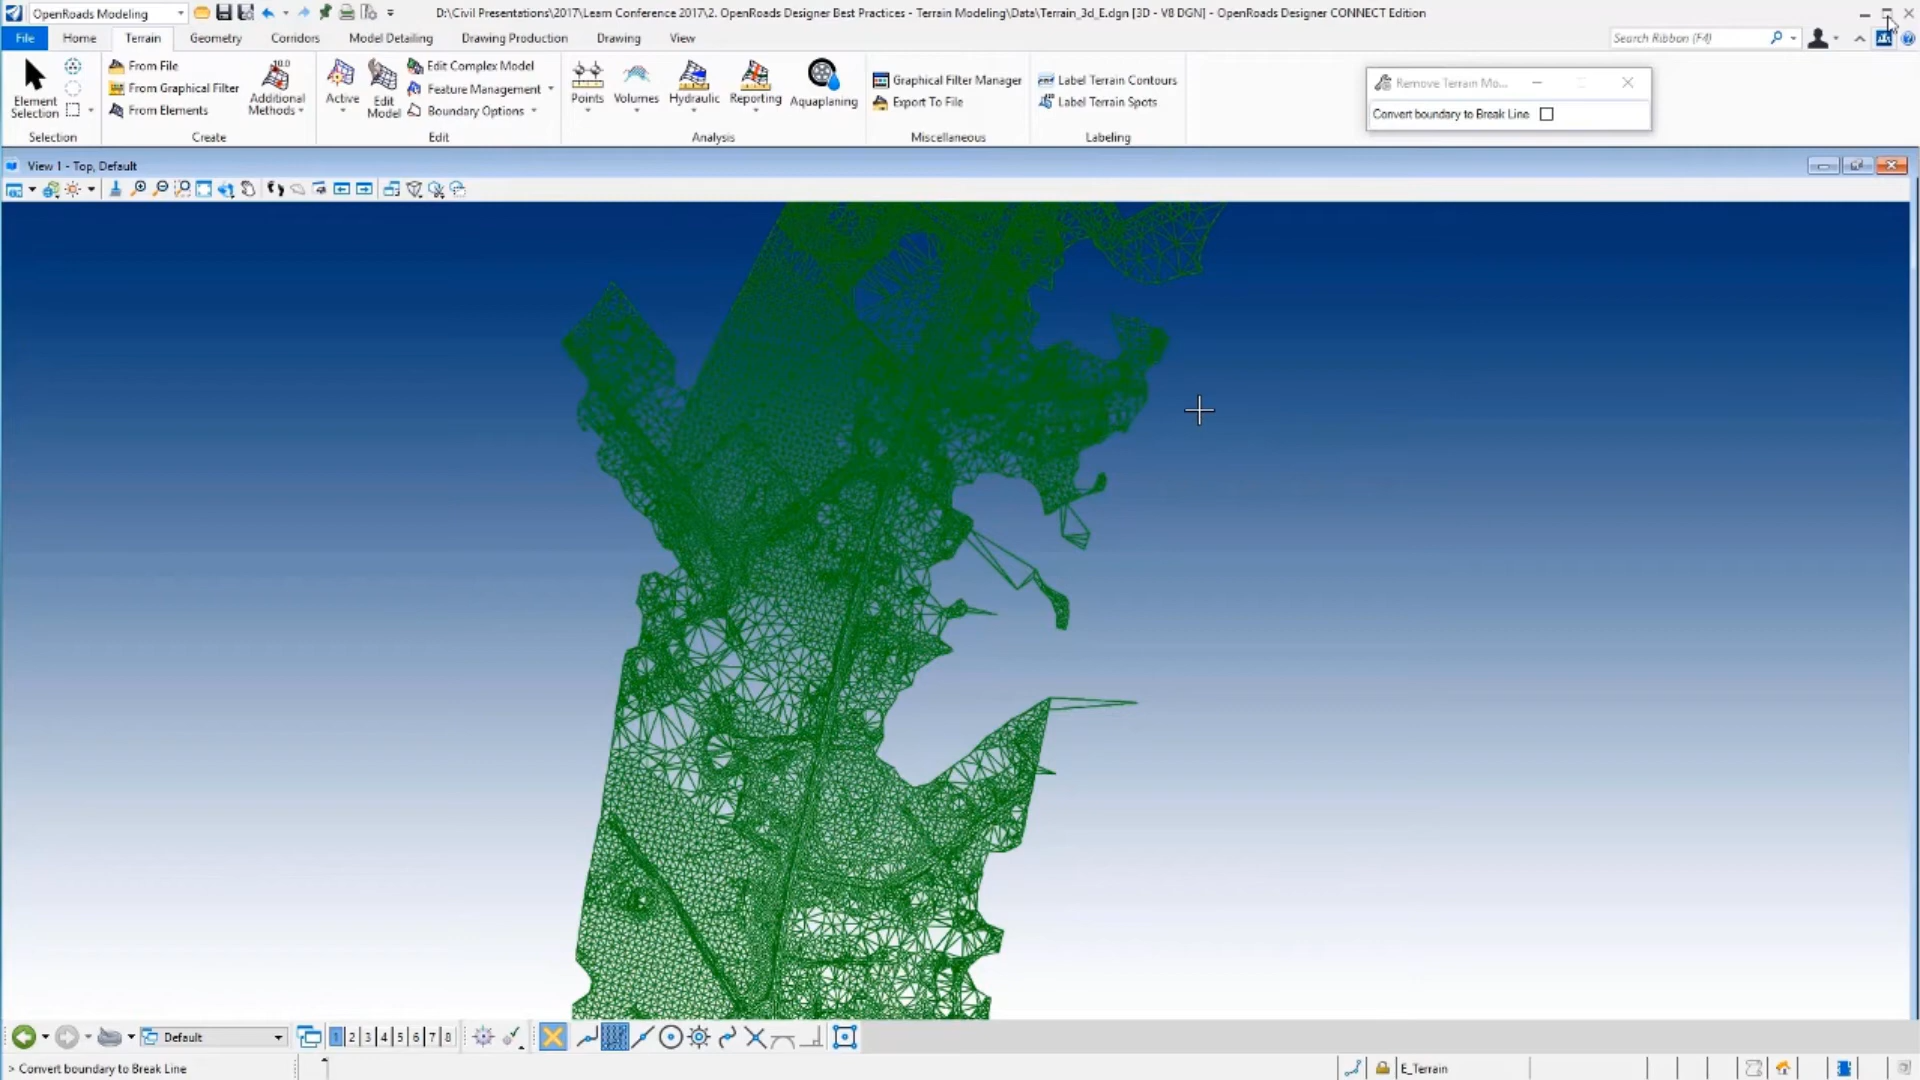 OpenRoads Modeling
D:\Civil Presentations\2017\Learn Conference 2017\2. OpenRoads Designer Best Practices - Terrain Modeling\Data\Terrain_3d_E.dgn [3D - V8 DGN] - OpenRoads Designer CONNECT Edition
File Home Terrain Geometry Corridors Model Detailing Drawing Production Drawing View
Search Ribbon (F4)
Element Selection
Selection
From File
From Graphical Filter
From Elements
Additional Methods
Create
Active
Edit Model
Edit Complex Model
Feature Management
Boundary Options
Edit
Points
Volumes
Hydraulic
Reporting
Aquaplaning
Analysis
Graphical Filter Manager
Export To File
Miscellaneous
Label Terrain Contours
Label Terrain Spots
Labeling
Remove Terrain Mo...
Convert boundary to Break Line
View 1 - Top, Default
Default
1 2 3 4 5 6 7 8
> Convert boundary to Break Line
E_Terrain